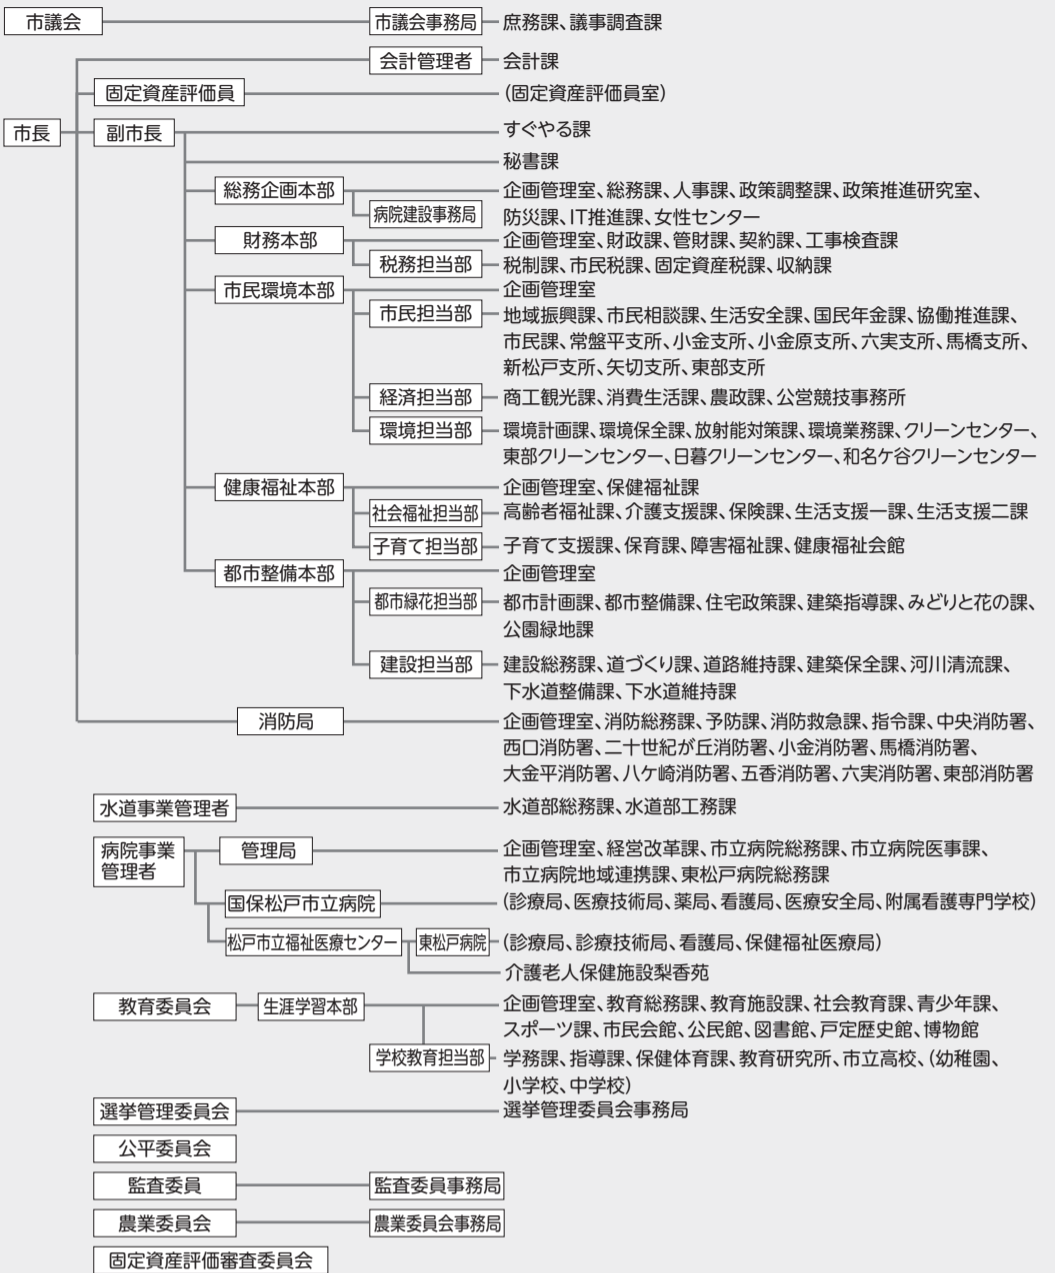 市議会 市議会事務局 庶務課、議事調査課
会計管理者 会計課
固定資産評価員 (固定資産評価員室)
市長 副市長 すぐやる課
秘書課
総務企画本部 企画管理室、総務課、人事課、政策調整課、政策推進研究室、
病院建設事務局 防災課、IT推進課、女性センター
財務本部 企画管理室、財政課、管財課、契約課、工事検査課
税務担当部 税制課、市民税課、固定資産税課、収納課
市民環境本部 企画管理室
市民担当部 地域振興課、市民相談課、生活安全課、国民年金課、協働推進課、
市民課、常盤平支所、小金支所、小金原支所、六実支所、馬橋支所、
新松戸支所、矢切支所、東部支所
経済担当部 商工観光課、消費生活課、農政課、公営競技事務所
環境担当部 環境計画課、環境保全課、放射能対策課、環境業務課、クリーンセンター、
東部クリーンセンター、日暮クリーンセンター、和名ケ谷クリーンセンター
健康福祉本部 企画管理室、保健福祉課
社会福祉担当部 高齢者福祉課、介護支援課、保険課、生活支援一課、生活支援二課
子育て担当部 子育て支援課、保育課、障害福祉課、健康福祉会館
都市整備本部 企画管理室
都市緑花担当部 都市計画課、都市整備課、住宅政策課、建築指導課、みどりと花の課、
公園緑地課
建設担当部 建設総務課、道づくり課、道路維持課、建築保全課、河川清流課、
下水道整備課、下水道維持課
消防局 企画管理室、消防総務課、予防課、消防救急課、指令課、中央消防署、
西口消防署、二十世紀が丘消防署、小金消防署、馬橋消防署、
大金平消防署、八ケ崎消防署、五香消防署、六実消防署、東部消防署
水道事業管理者 水道部総務課、水道部工務課
病院事業 管理局 企画管理室、経営改革課、市立病院総務課、市立病院医事課、
管理者 市立病院地域連携課、東松戸病院総務課
国保松戸市立病院 (診療局、医療技術局、薬局、看護局、医療安全局、附属看護専門学校)
松戸市立福祉医療センター 東松戸病院 (診療局、診療技術局、看護局、保健福祉医療局)
介護老人保健施設梨香苑
教育委員会 生涯学習本部 企画管理室、教育総務課、教育施設課、社会教育課、青少年課、
スポーツ課、市民会館、公民館、図書館、戸定歴史館、博物館
学校教育担当部 学務課、指導課、保健体育課、教育研究所、市立高校、(幼稚園、
小学校、中学校)
選挙管理委員会 選挙管理委員会事務局
公平委員会
監査委員 監査委員事務局
農業委員会 農業委員会事務局
固定資産評価審査委員会